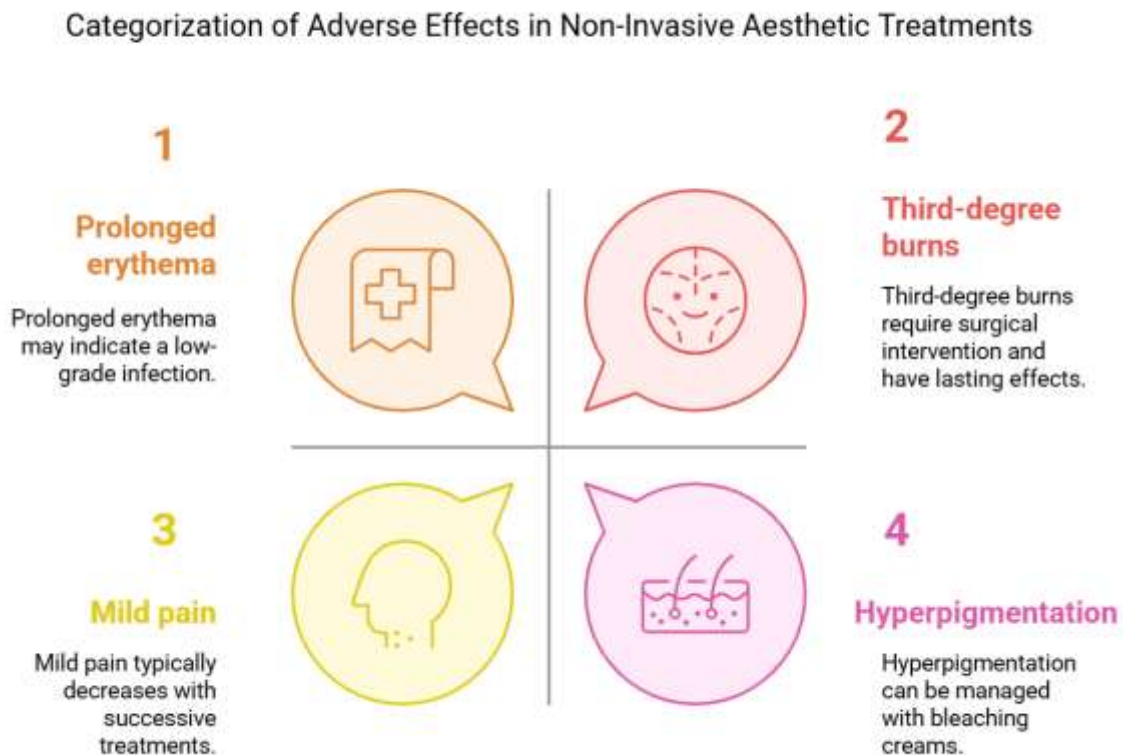 Categorization of Adverse Effects in Non-Invasive Aesthetic Treatments
1
Prolonged
erythema
Prolonged erythema
may indicate a low-
grade infection.
2
Third-degree
burns
Third-degree burns
require surgical
intervention and
have lasting effects.
3
Mild pain
Mild pain typically
decreases with
successive
treatments.
4
Hyperpigmentation
Hyperpigmentation
can be managed
with bleaching
creams.